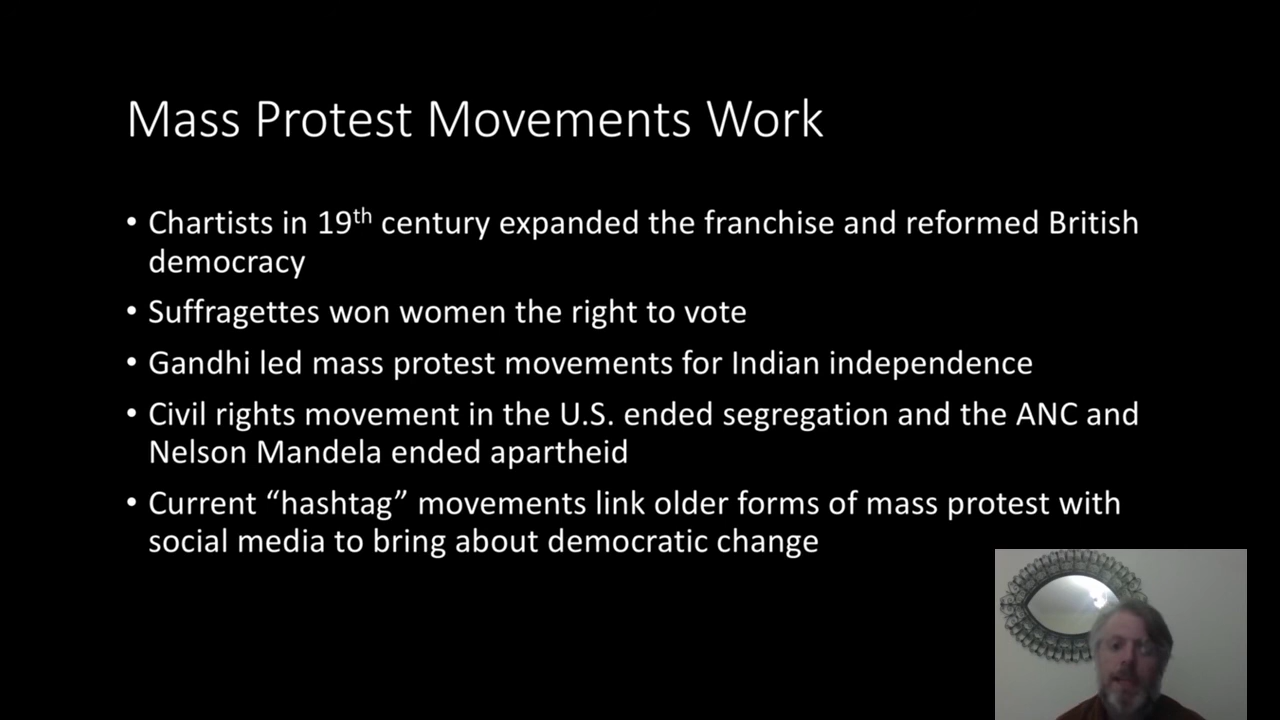 Mass Protest Movements Work
• Chartists in 19th century expanded the franchise and reformed British
democracy
• Suffragettes won women the right to vote
• Gandhi led mass protest movements for Indian independence
• Civil rights movement in the U.S. ended segregation and the ANC and
Nelson Mandela ended apartheid
• Current “hashtag” movements link older forms of mass protest with
social media to bring about democratic change